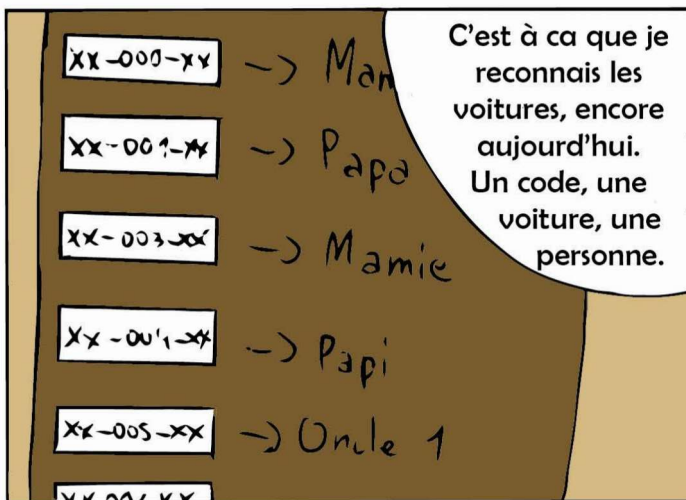 XX-000-XX -> Mam
C'est à ca que je
reconnais les
voitures, encore
aujourd'hui.
Un code, une
voiture, une
personne.
XX-001-XX -> Papa
XX-003-XX -> Mamie
XX-004-XX -> Papi
XX-005-XX -> Oncle 1